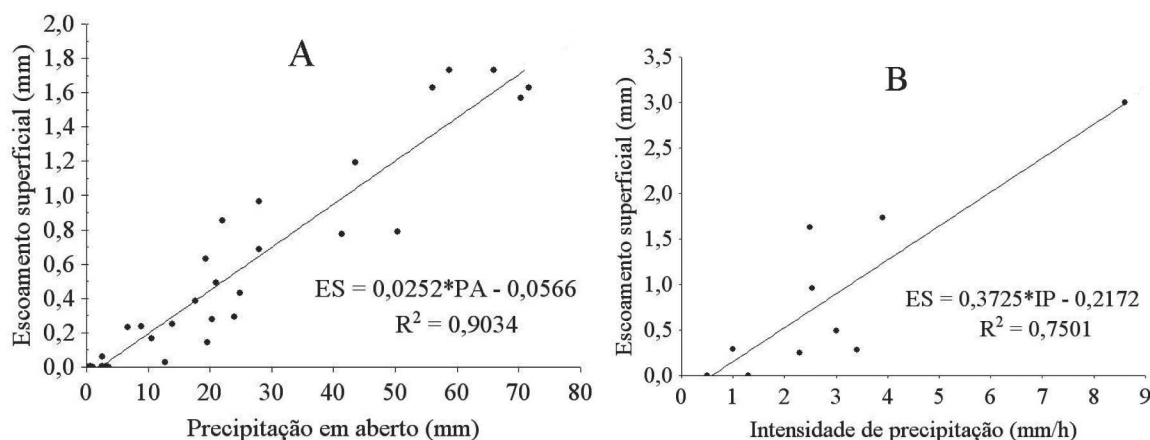 A
Escoamento superficial (mm)
2,0
1,8
1,6
1,4
1,2
1,0
0,8
0,6
0,4
0,2
0,0
ES = 0,0252*PA - 0,0566
R² = 0,9034
0 10 20 30 40 50 60 70 80
Precipitação em aberto (mm)
B
Escoamento superficial (mm)
3,5
3,0
2,5
2,0
1,5
1,0
0,5
0,0
ES = 0,3725*IP - 0,2172
R² = 0,7501
0 1 2 3 4 5 6 7 8 9
Intensidade de precipitação (mm/h)